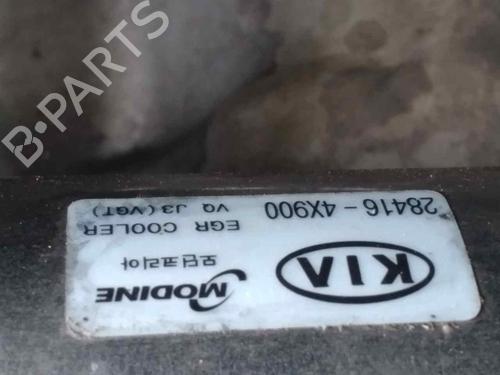 B-PARTS
KIA
28416-4X900
MODINE
모딘코리아
EGR COOLER
VQ J3(VGT)